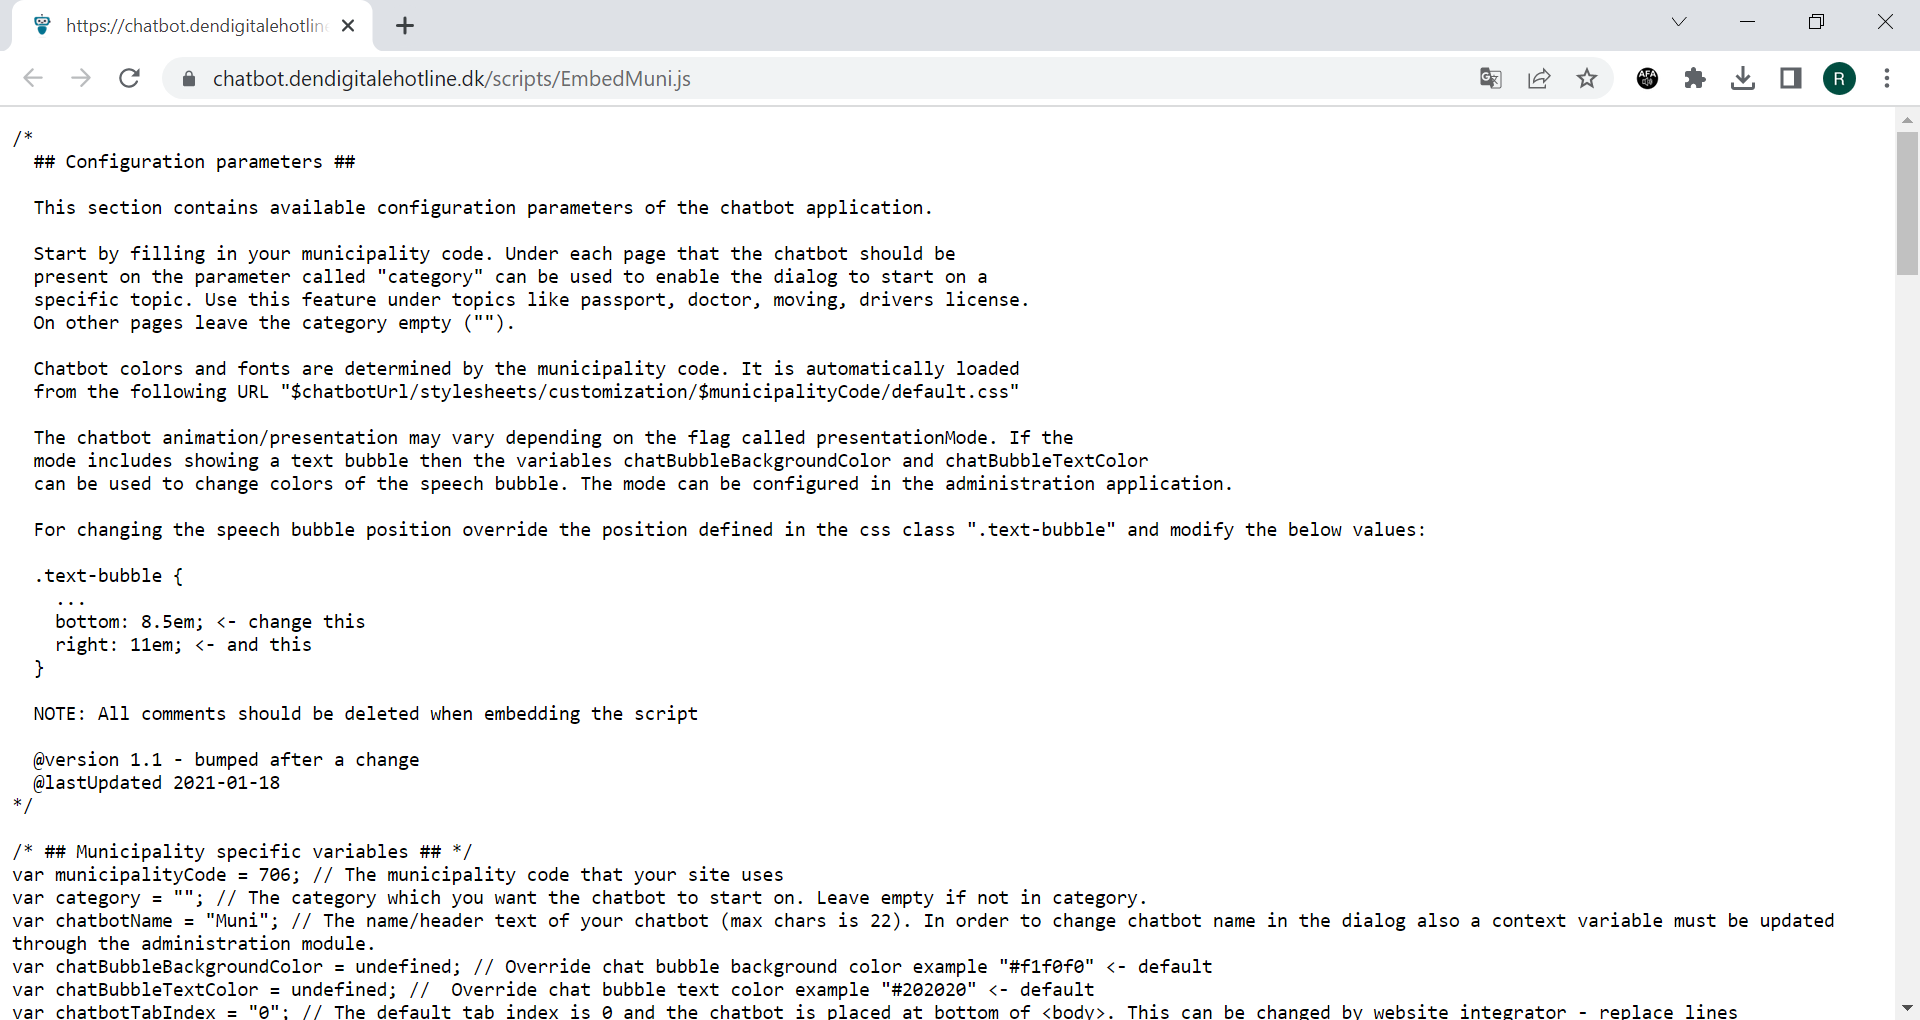 https://chatbot.dendigitalehotlin
chatbot.dendigitalehotline.dk/scripts/EmbedMuni.js
AFA
R
/*
## Configuration parameters ##
This section contains available configuration parameters of the chatbot application.
Start by filling in your municipality code. Under each page that the chatbot should be
present on the parameter called "category" can be used to enable the dialog to start on a
specific topic. Use this feature under topics like passport, doctor, moving, drivers license.
On other pages leave the category empty ("").
Chatbot colors and fonts are determined by the municipality code. It is automatically loaded
from the following URL "$chatbotUrl/stylesheets/customization/$municipalityCode/default.css"
The chatbot animation/presentation may vary depending on the flag called presentationMode. If the
mode includes showing a text bubble then the variables chatBubbleBackgroundColor and chatBubbleTextColor
can be used to change colors of the speech bubble. The mode can be configured in the administration application.
For changing the speech bubble position override the position defined in the css class ".text-bubble" and modify the below values:
.text-bubble {
...
bottom: 8.5em; <- change this
right: 11em; <- and this
}
NOTE: All comments should be deleted when embedding the script
@version 1.1 - bumped after a change
@lastUpdated 2021-01-18
*/
/* ## Municipality specific variables ## */
var municipalityCode = 706; // The municipality code that your site uses
var category = ""; // The category which you want the chatbot to start on. Leave empty if not in category.
var chatbotName = "Muni"; // The name/header text of your chatbot (max chars is 22). In order to change chatbot name in the dialog also a context variable must be updated
through the administration module.
var chatBubbleBackgroundColor = undefined; // Override chat bubble background color example "#f1f0f0" <- default
var chatBubbleTextColor = undefined; //  Override chat bubble text color example "#202020" <- default
var chatbotTabIndex = "0"; // The default tab index is 0 and the chatbot is placed at bottom of <body>. This can be changed by website integrator - replace lines